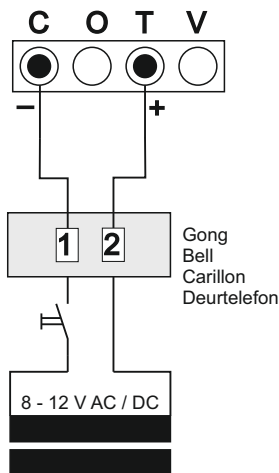 C O T V
− +
1 2
Gong
Bell
Carillon
Deurtelefon
8 - 12 V AC / DC